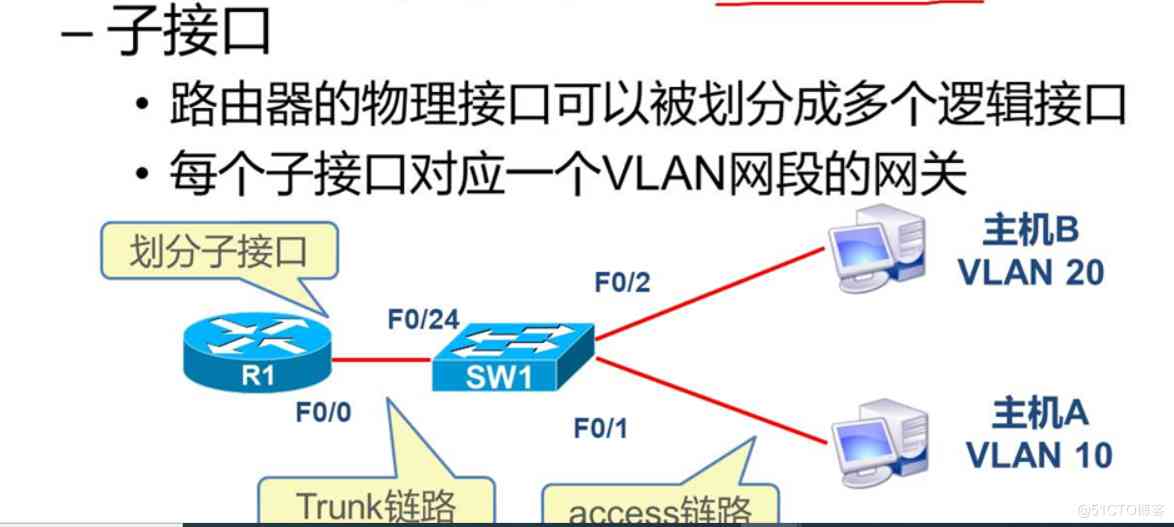 – 子接口
• 路由器的物理接口可以被划分成多个逻辑接口
• 每个子接口对应一个VLAN网段的网关
划分子接口
主机B
VLAN 20
F0/2
F0/24
R1
SW1
F0/0
F0/1
主机A
VLAN 10
Trunk链路
access链路
@51CTO博客